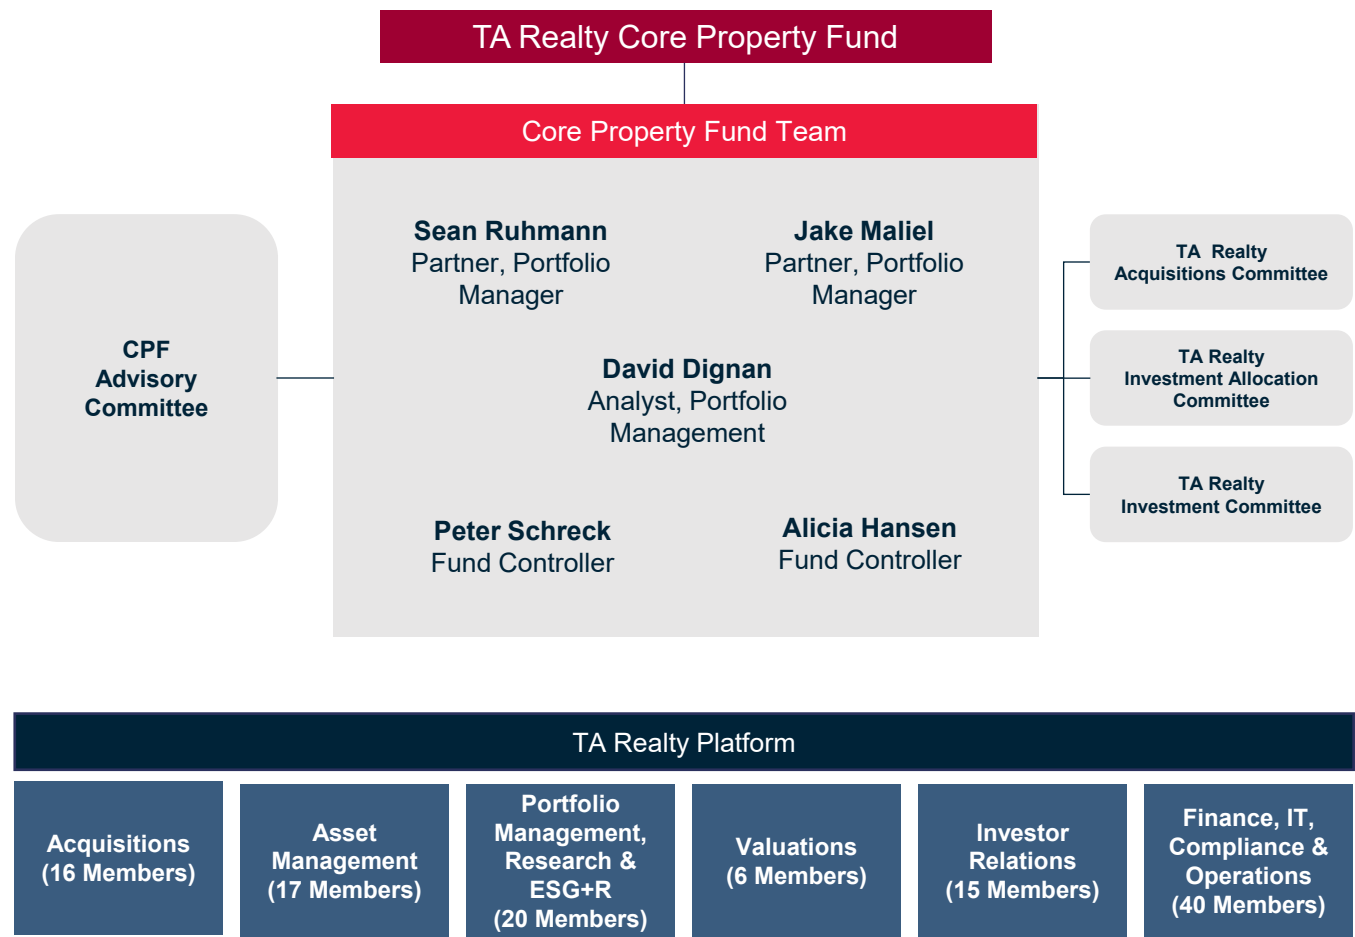 TA Realty Core Property Fund
Core Property Fund Team
CPF
Advisory
Committee
Sean Ruhmann
Partner, Portfolio
Manager
Jake Maliel
Partner, Portfolio
Manager
David Dignan
Analyst, Portfolio
Management
Peter Schreck
Fund Controller
Alicia Hansen
Fund Controller
TA Realty
Acquisitions Committee
TA Realty
Investment Allocation
Committee
TA Realty
Investment Committee
TA Realty Platform
Acquisitions
(16 Members)
Asset
Management
(17 Members)
Portfolio
Management,
Research &
ESG+R
(20 Members)
Valuations
(6 Members)
Investor
Relations
(15 Members)
Finance, IT,
Compliance &
Operations
(40 Members)